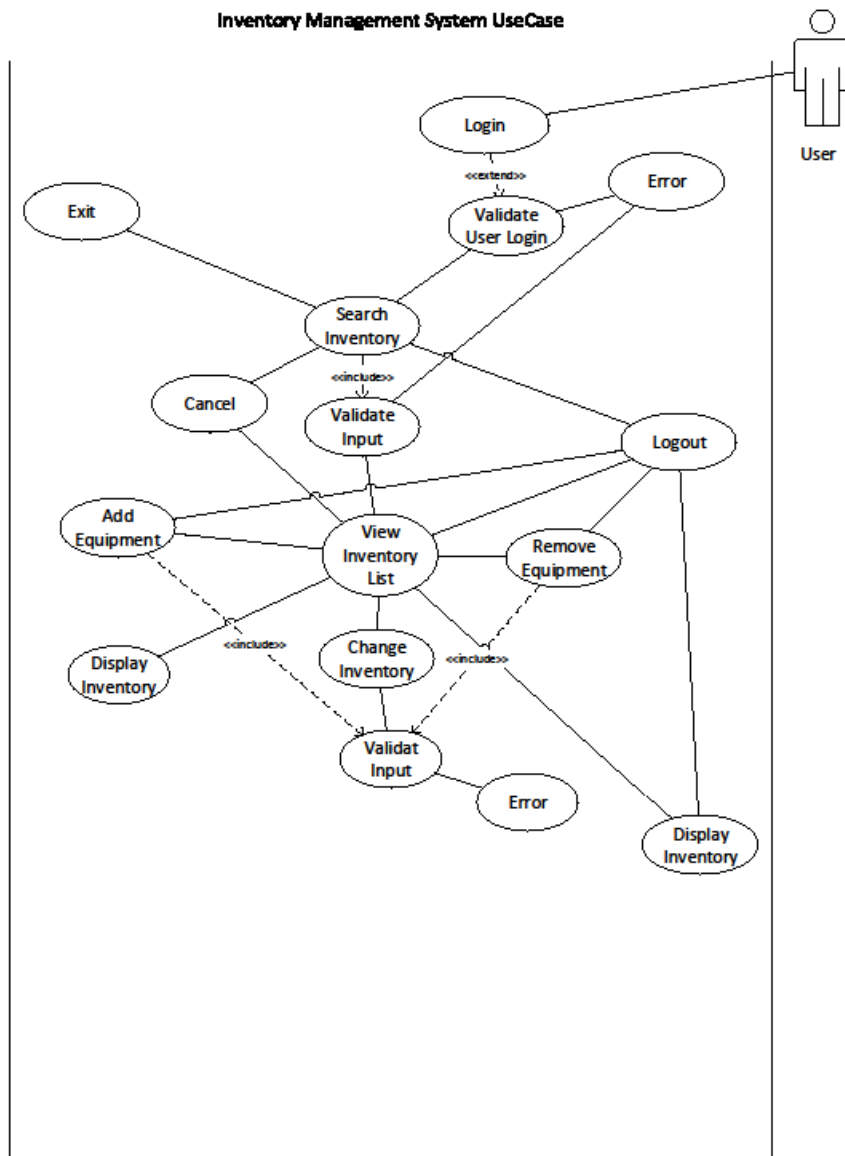 Inventory Management System UseCase
Login
User
<<extend>>
Error
Exit
Validate
User Login
Search
Inventory
<<include>>
Cancel
Validate
Input
Logout
Add
Equipment
View
Inventory
List
Remove
Equipment
<<include>>
Change
Inventory
<<include>>
Display
Inventory
Validat
Input
Error
Display
Inventory